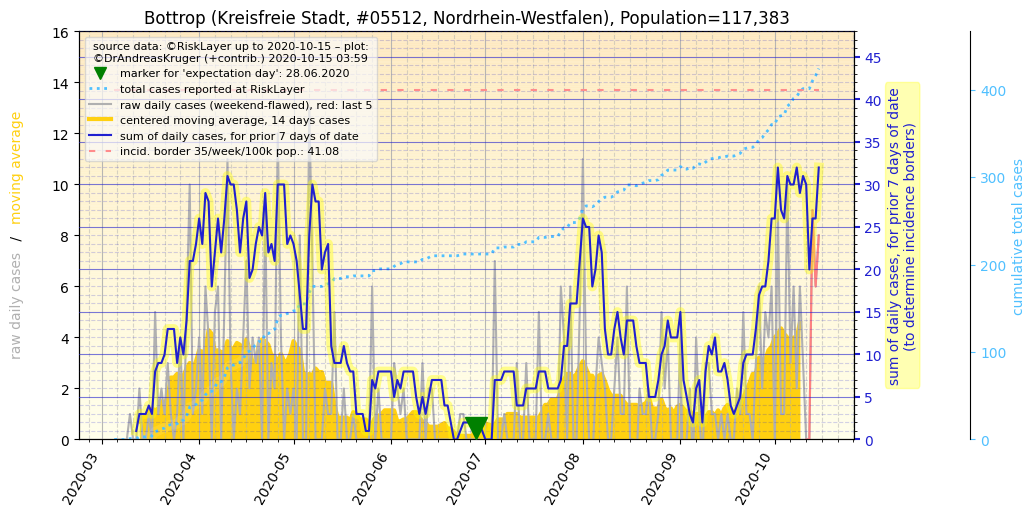 Bottrop (Kreisfreie Stadt, #05512, Nordrhein-Westfalen), Population=117,383
source data: ©RiskLayer up to 2020-10-15 – plot:
©DrAndreasKruger (+contrib.) 2020-10-15 03:59
marker for 'expectation day': 28.06.2020
total cases reported at RiskLayer
raw daily cases (weekend-flawed), red: last 5
centered moving average, 14 days cases
sum of daily cases, for prior 7 days of date
incid. border 35/week/100k pop.: 41.08
raw daily cases / moving average
16
14
12
10
8
6
4
2
0
2020-03
2020-04
2020-05
2020-06
2020-07
2020-08
2020-09
2020-10
45
40
35
30
25
20
15
10
5
0
sum of daily cases, for prior 7 days of date
(to determine incidence borders)
400
300
200
100
0
cumulative total cases